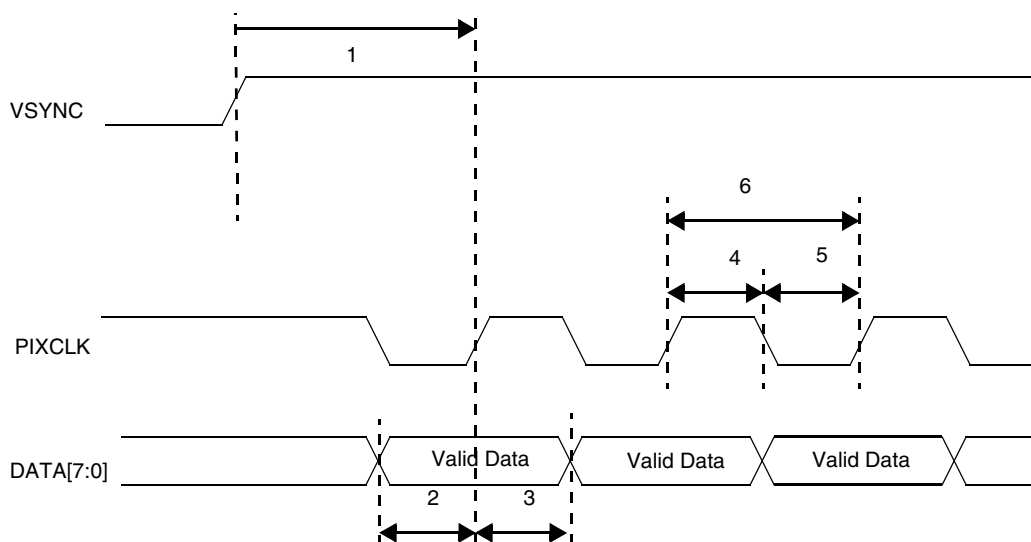 1
VSYNC
6
4 5
PIXCLK
DATA[7:0] Valid Data Valid Data Valid Data
2 3